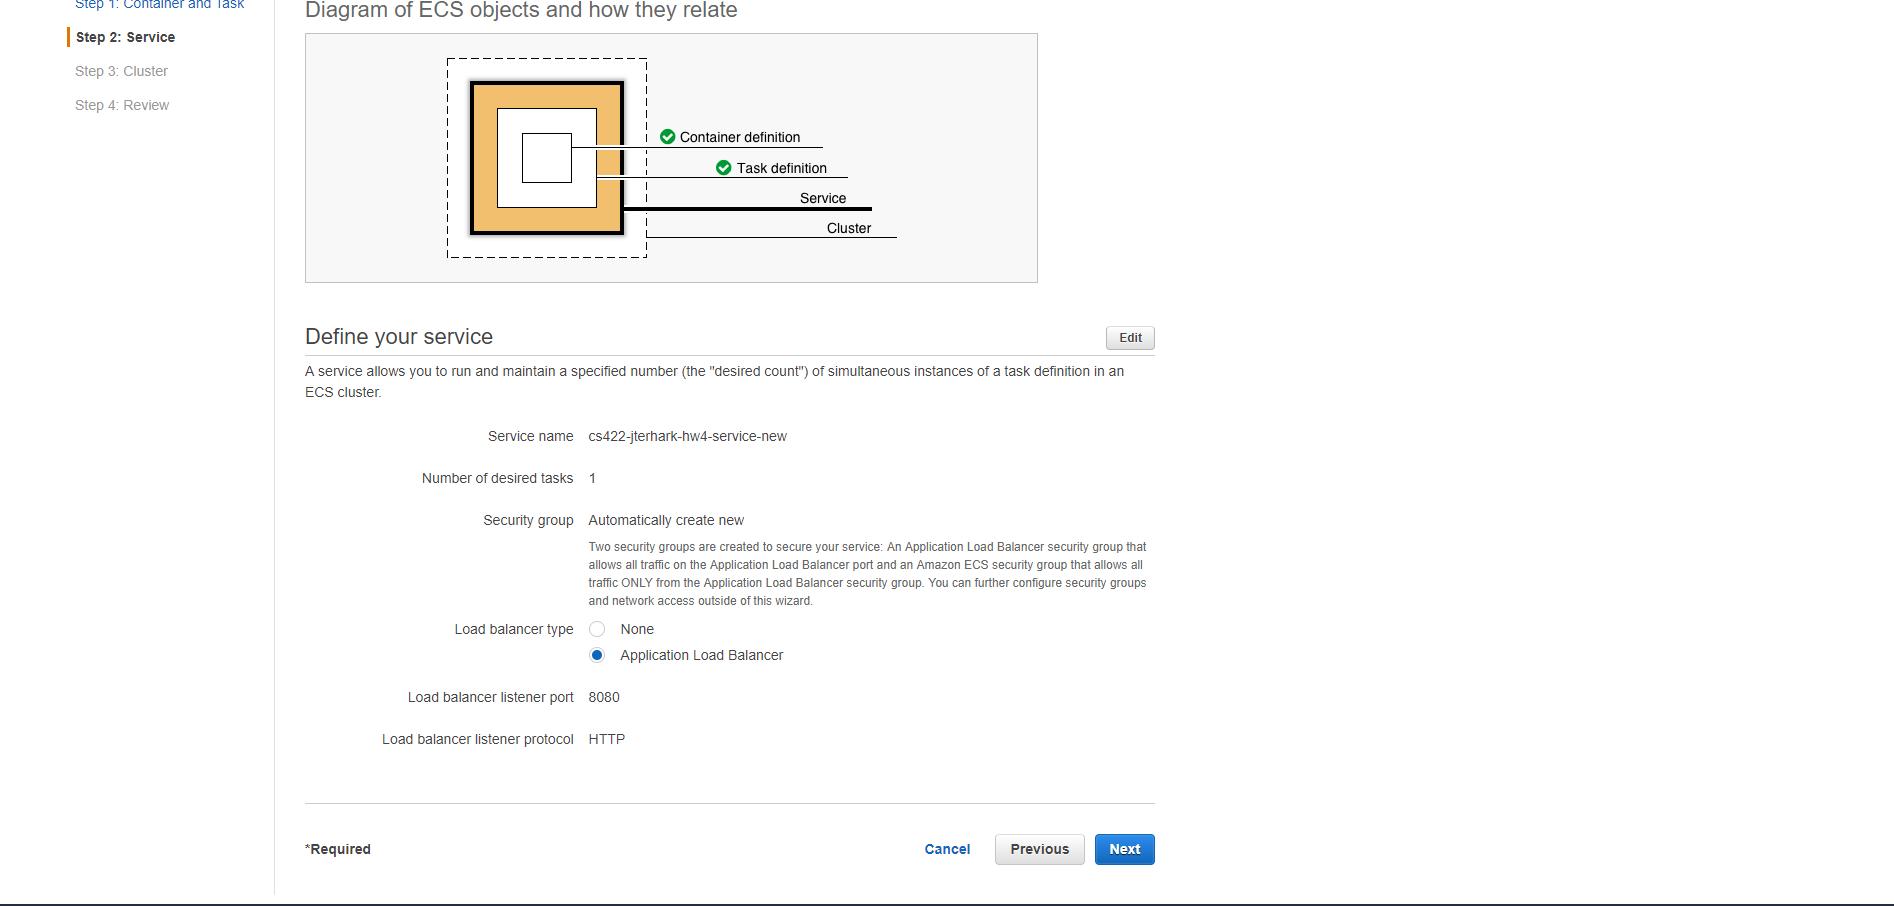 Step 1: Container and Task
Step 2: Service
Step 3: Cluster
Step 4: Review
Diagram of ECS objects and how they relate
Container definition
Task definition
Service
Cluster
Define your service
Edit
A service allows you to run and maintain a specified number (the "desired count") of simultaneous instances of a task definition in an
ECS cluster.
Service name cs422-jterhark-hw4-service-new
Number of desired tasks 1
Security group Automatically create new
Two security groups are created to secure your service: An Application Load Balancer security group that
allows all traffic on the Application Load Balancer port and an Amazon ECS security group that allows all
traffic ONLY from the Application Load Balancer security group. You can further configure security groups
and network access outside of this wizard.
Load balancer type None
Application Load Balancer
Load balancer listener port 8080
Load balancer listener protocol HTTP
*Required
Cancel Previous Next